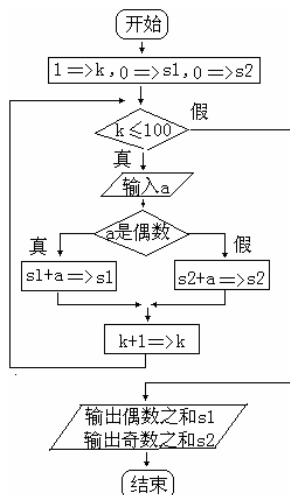 开始
1=>k,0=>s1,0=>s2
k≤100
假
真
输入a
a是偶数
真
假
s1+a=>s1
s2+a=>s2
k+1=>k
输出偶数之和s1
输出奇数之和s2
结束